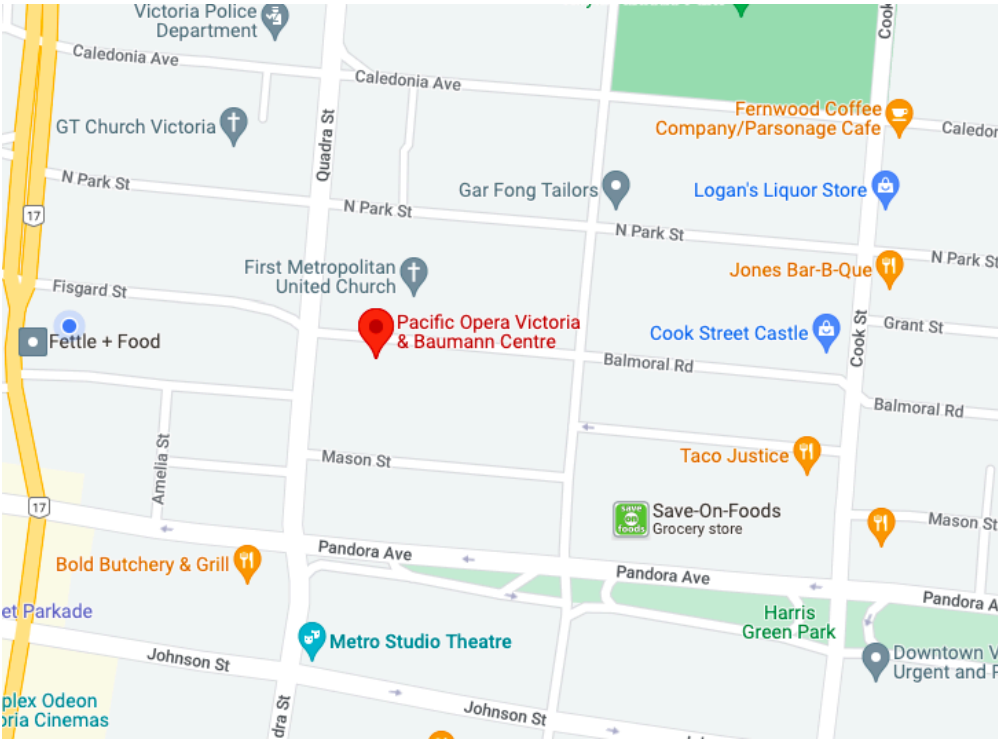 Victoria Police
Department
Cook
Caledonia Ave
Caledonia Ave
Fernwood Coffee
Company/Parsonage Cafe
Caledor
GT Church Victoria
Quadra St
N Park St
Gar Fong Tailors
Logan's Liquor Store
17
N Park St
N Park St
First Metropolitan
United Church
Jones Bar-B-Que
N Park St
Fisgard St
Pacific Opera Victoria
& Baumann Centre
Cook Street Castle
Grant St
Fettle + Food
Cook St
Balmoral Rd
Balmoral Rd
Amelia St
Mason St
Taco Justice
17
save
on
foods
Save-On-Foods
Grocery store
Mason St
Pandora Ave
Bold Butchery & Grill
Pandora Ave
Pandora A
et Parkade
Harris
Green Park
Metro Studio Theatre
Johnson St
Downtown V
Urgent and P
plex Odeon
oria Cinemas
dra St
Johnson St